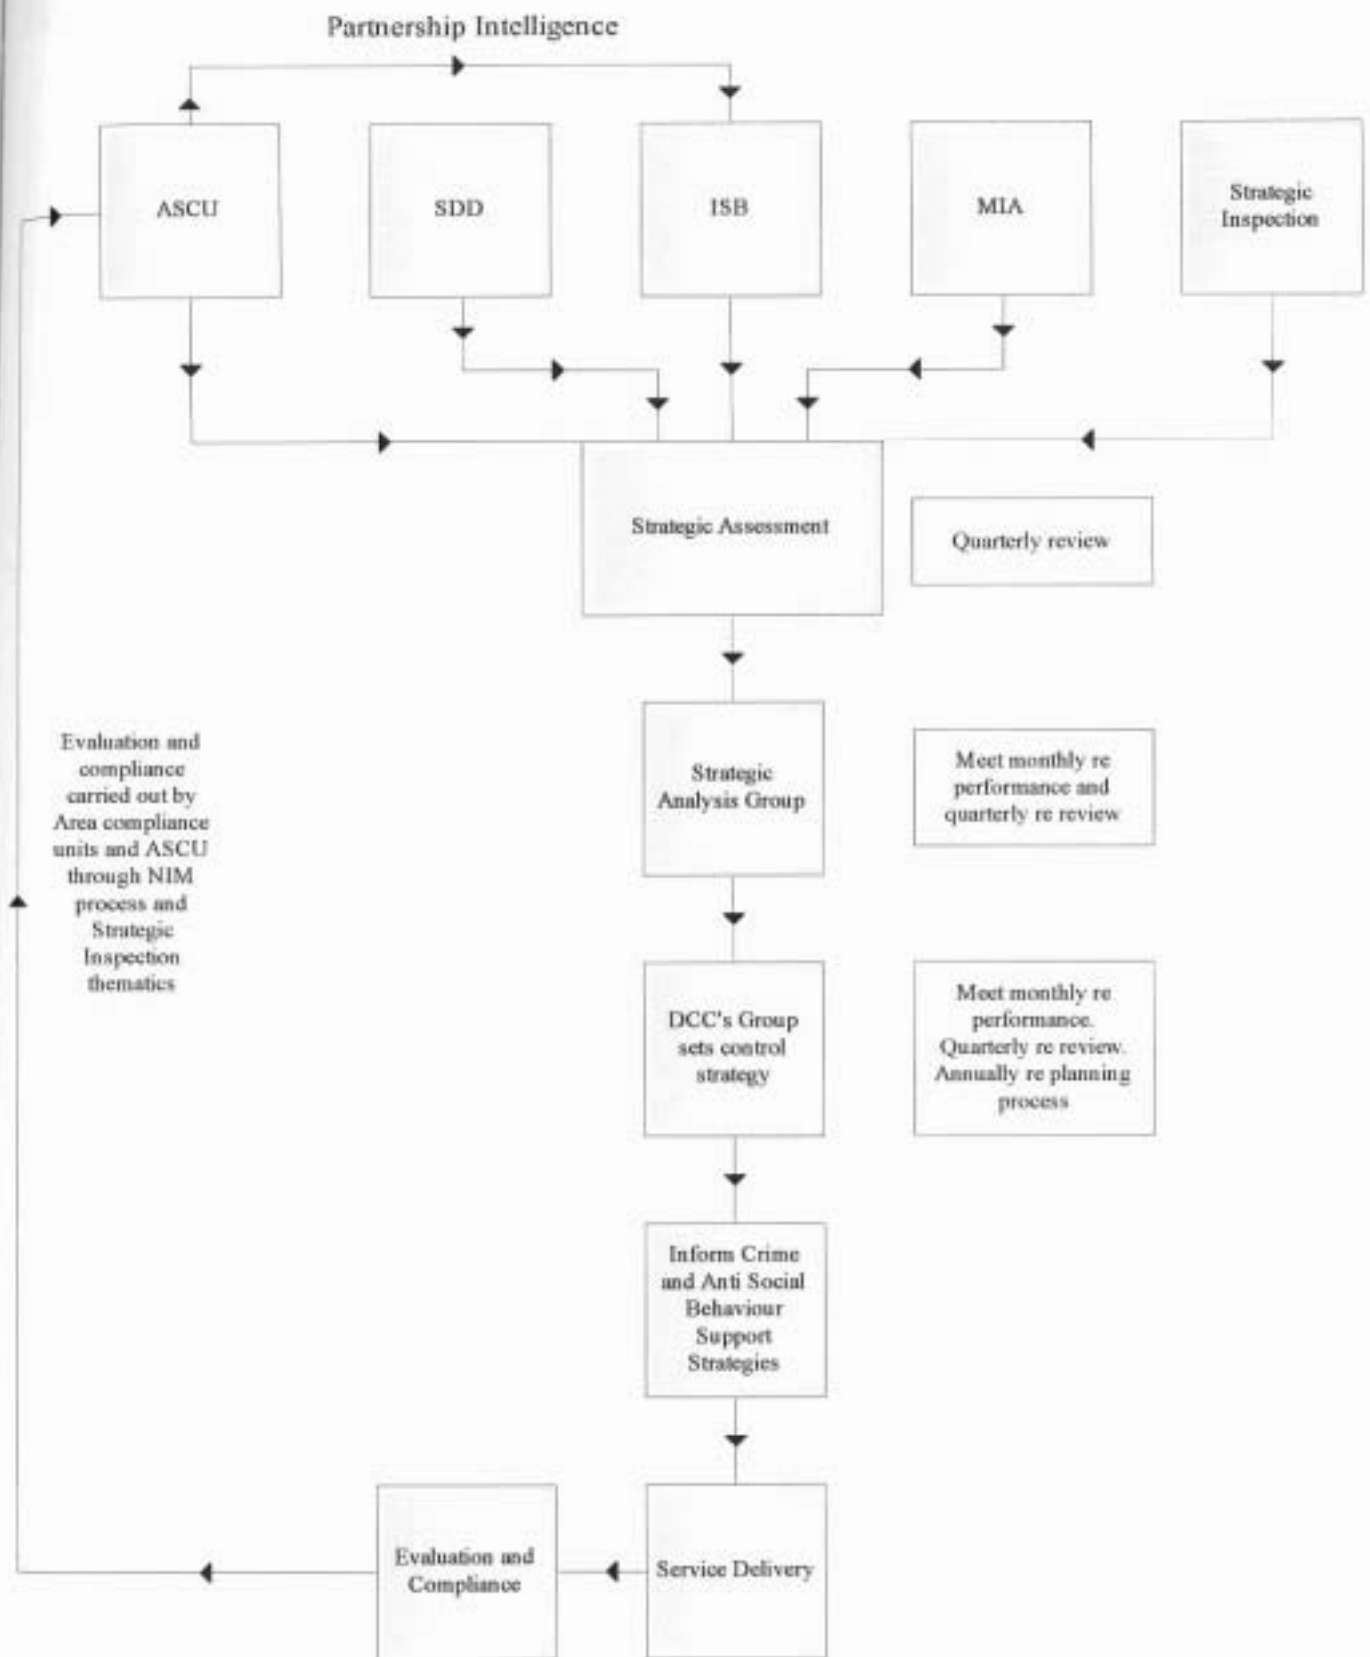 Partnership Intelligence
ASCU
SDD
ISB
MIA
Strategic
Inspection
Strategic Assessment
Quarterly review
Evaluation and
compliance
carried out by
Area compliance
units and ASCU
through NIM
process and
Strategic
Inspection
thematics
Strategic
Analysis Group
Meet monthly re
performance and
quarterly re review
DCC's Group
sets control
strategy
Meet monthly re
performance.
Quarterly re review.
Annually re planning
process
Inform Crime
and Anti Social
Behaviour
Support
Strategies
Evaluation and
Compliance
Service Delivery